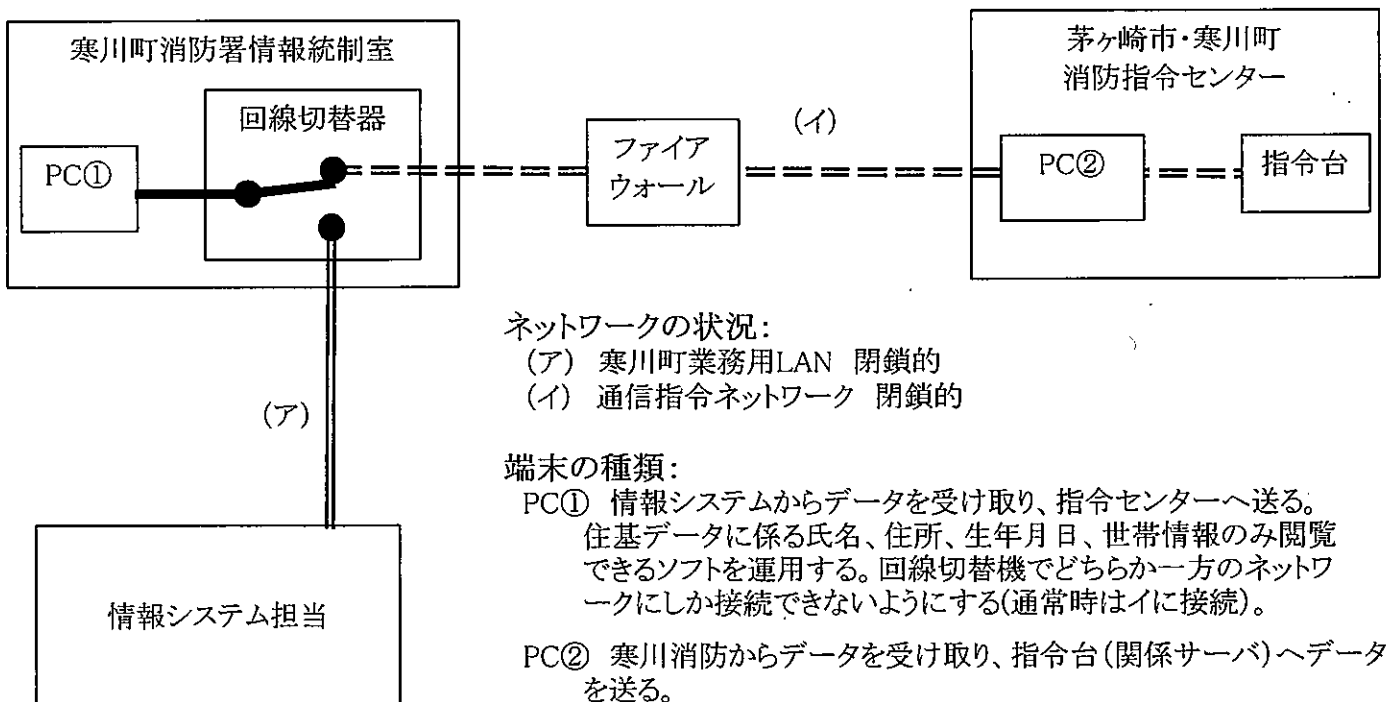 寒川町消防署情報統制室
回線切替器
PC①
ファイア
ウォール
(イ)
茅ヶ崎市・寒川町
消防指令センター
PC②
指令台
(ア)
情報システム担当
ネットワークの状況:
(ア) 寒川町業務用LAN 閉鎖的
(イ) 通信指令ネットワーク 閉鎖的
端末の種類:
PC① 情報システムからデータを受け取り、指令センターへ送る。
住基データに係る氏名、住所、生年月日、世帯情報のみ閲覧
できるソフトを運用する。回線切替機でどちらか一方のネットワ
ークにしか接続できないようにする(通常時はイに接続)。
PC② 寒川消防からデータを受け取り、指令台(関係サーバ)へデータ
を送る。